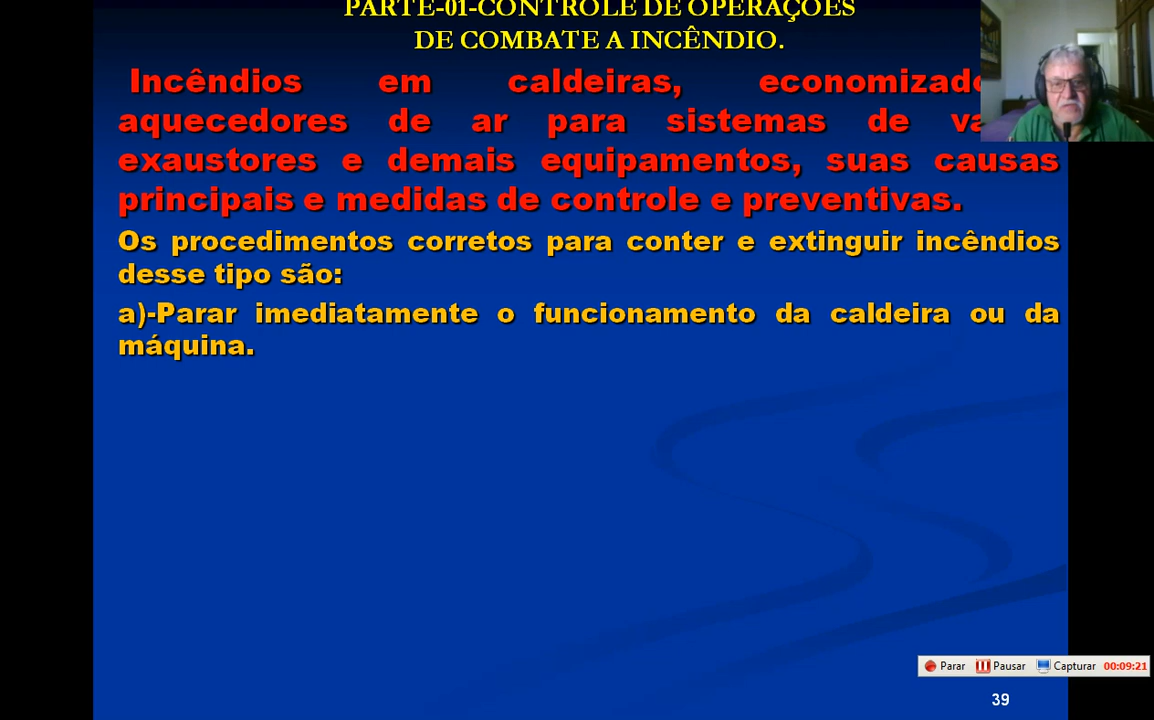 PARTE-01-CONTROLE DE OPERAÇÕES
DE COMBATE A INCÊNDIO.
Incêndios em caldeiras,
aquecedores de ar para sistemas de
exaustores e demais equipamentos, suas causas
principais e medidas de controle e preventivas.
Os procedimentos corretos para conter e extinguir incêndios
desse tipo são:
a)-Parar imediatamente o funcionamento da caldeira ou da
máquina.
Parar Pausar Capturar 00:09:21
39